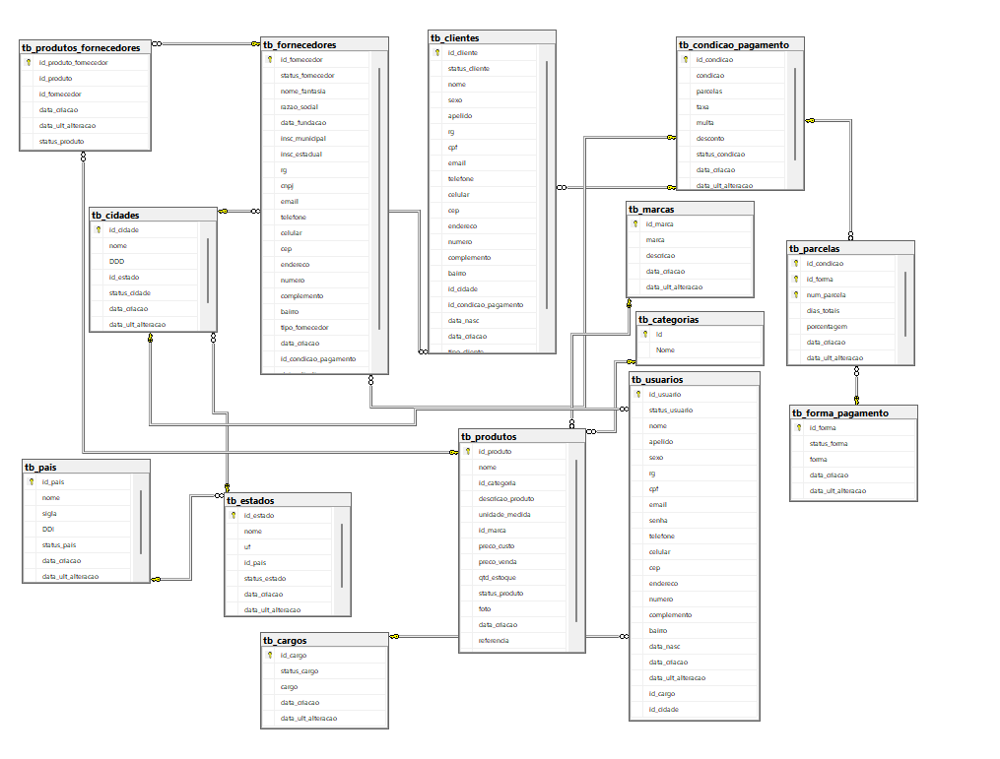 tb_produtos_fornecedores
id_produto_fornecedor
id_produto
id_fornecedor
data_criacao
data_ult_alteracao
status_produto
tb_fornecedores
id_fornecedor
status_fornecedor
nome_fantasia
razao_social
data_fundacao
insc_municipal
insc_estadual
rg
cnpj
email
telefone
celular
cep
endereco
numero
complemento
bairro
tipo_fornecedor
data_criacao
id_condicao_pagamento
tb_clientes
id_cliente
status_cliente
nome
sexo
apelido
rg
cpf
email
telefone
celular
cep
endereco
numero
complemento
bairro
id_cidade
id_condicao_pagamento
data_nasc
data_criacao
tipo_cliente
tb_condicao_pagamento
id_condicao
condicao
parcelas
taxa
multa
desconto
status_condicao
data_criacao
data_ult_alteracao
tb_cidades
id_cidade
nome
DDD
id_estado
status_cidade
data_criacao
data_ult_alteracao
tb_marcas
id_marca
marca
descricao
data_criacao
data_ult_alteracao
tb_parcelas
id_condicao
id_forma
num_parcela
dias_totais
porcentagem
data_criacao
data_ult_alteracao
tb_categorias
id
Nome
tb_usuarios
id_usuario
status_usuario
nome
apelido
sexo
rg
cpf
email
senha
telefone
celular
cep
endereco
numero
complemento
bairro
data_nasc
data_criacao
data_ult_alteracao
id_cargo
id_cidade
tb_forma_pagamento
id_forma
status_forma
forma
data_criacao
data_ult_alteracao
tb_produtos
id_produto
nome
id_categoria
descricao_produto
unidade_medida
id_marca
preco_custo
preco_venda
qtd_estoque
status_produto
foto
data_criacao
referencia
tb_pais
id_pais
nome
sigla
DDI
status_pais
data_criacao
data_ult_alteracao
tb_estados
id_estado
nome
uf
id_pais
status_estado
data_criacao
data_ult_alteracao
tb_cargos
id_cargo
status_cargo
cargo
data_criacao
data_ult_alteracao